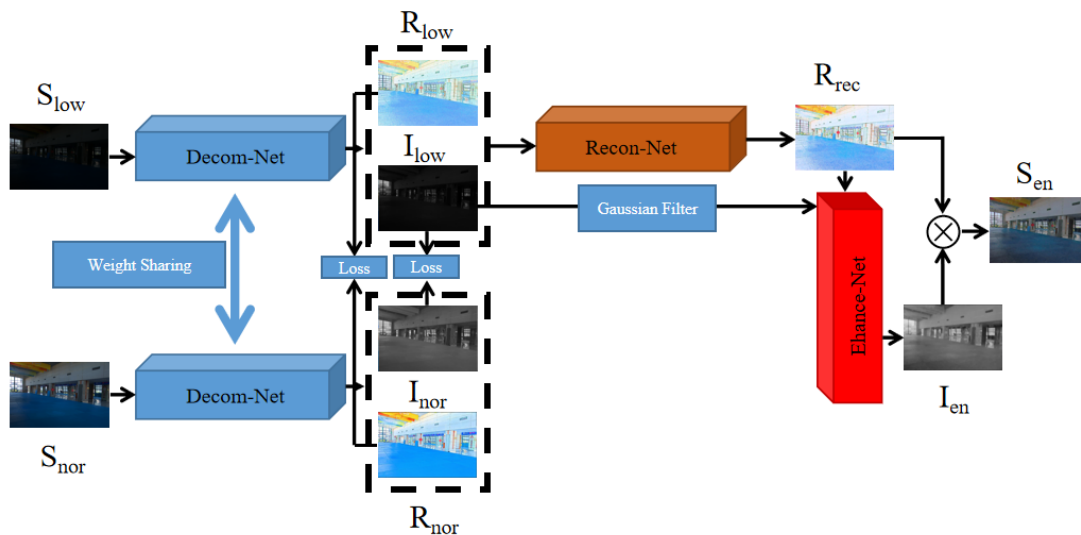 R_low
S_low
Decom-Net
I_low
Recon-Net
R_rec
Gaussian Filter
S_en
Weight Sharing
Loss
Loss
Ehance-Net
Decom-Net
I_nor
I_en
S_nor
R_nor